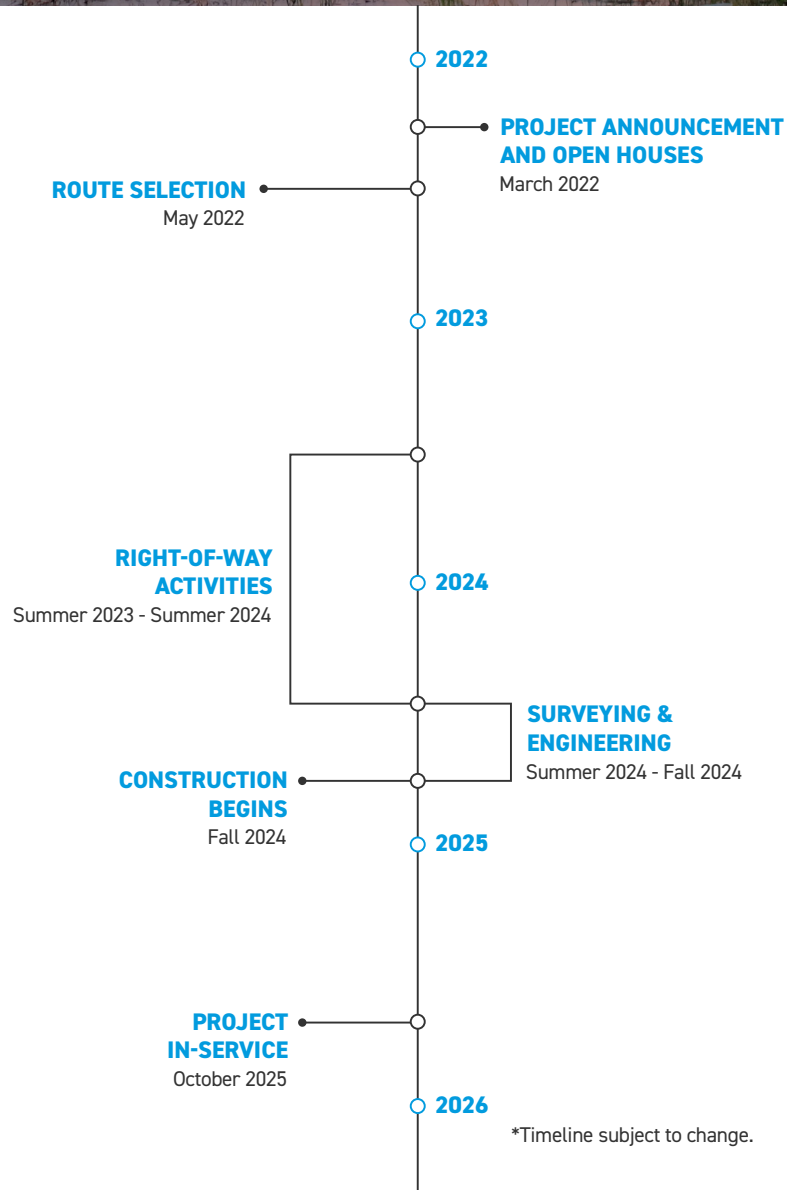 2022
PROJECT ANNOUNCEMENT
AND OPEN HOUSES
March 2022
ROUTE SELECTION
May 2022
2023
RIGHT-OF-WAY
ACTIVITIES
Summer 2023 - Summer 2024
2024
SURVEYING &
ENGINEERING
Summer 2024 - Fall 2024
CONSTRUCTION
BEGINS
Fall 2024
2025
PROJECT
IN-SERVICE
October 2025
2026
*Timeline subject to change.